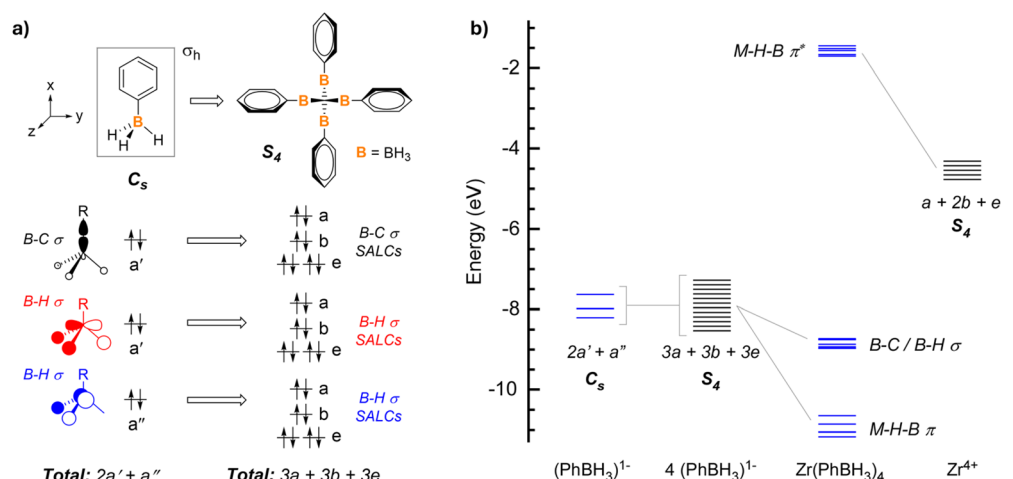 a)
x
y
z
σh
B
H
H
H
Cs
B
B B
B
S4
B = BH3
R
B-C σ
a′
a
b
e
B-C σ
SALCs
B-H σ
R
a′
a
b
e
B-H σ
SALCs
B-H σ
R
a″
a
b
e
B-H σ
SALCs
Total: 2a′ + a″
Total: 3a + 3b + 3e
b)
Energy (eV)
-2
-4
-6
-8
-10
M-H-B π*
a + 2b + e
S4
2a′ + a″
Cs
3a + 3b + 3e
S4
B-C / B-H σ
M-H-B π
(PhBH3)1-
4 (PhBH3)1-
Zr(PhBH3)4
Zr4+